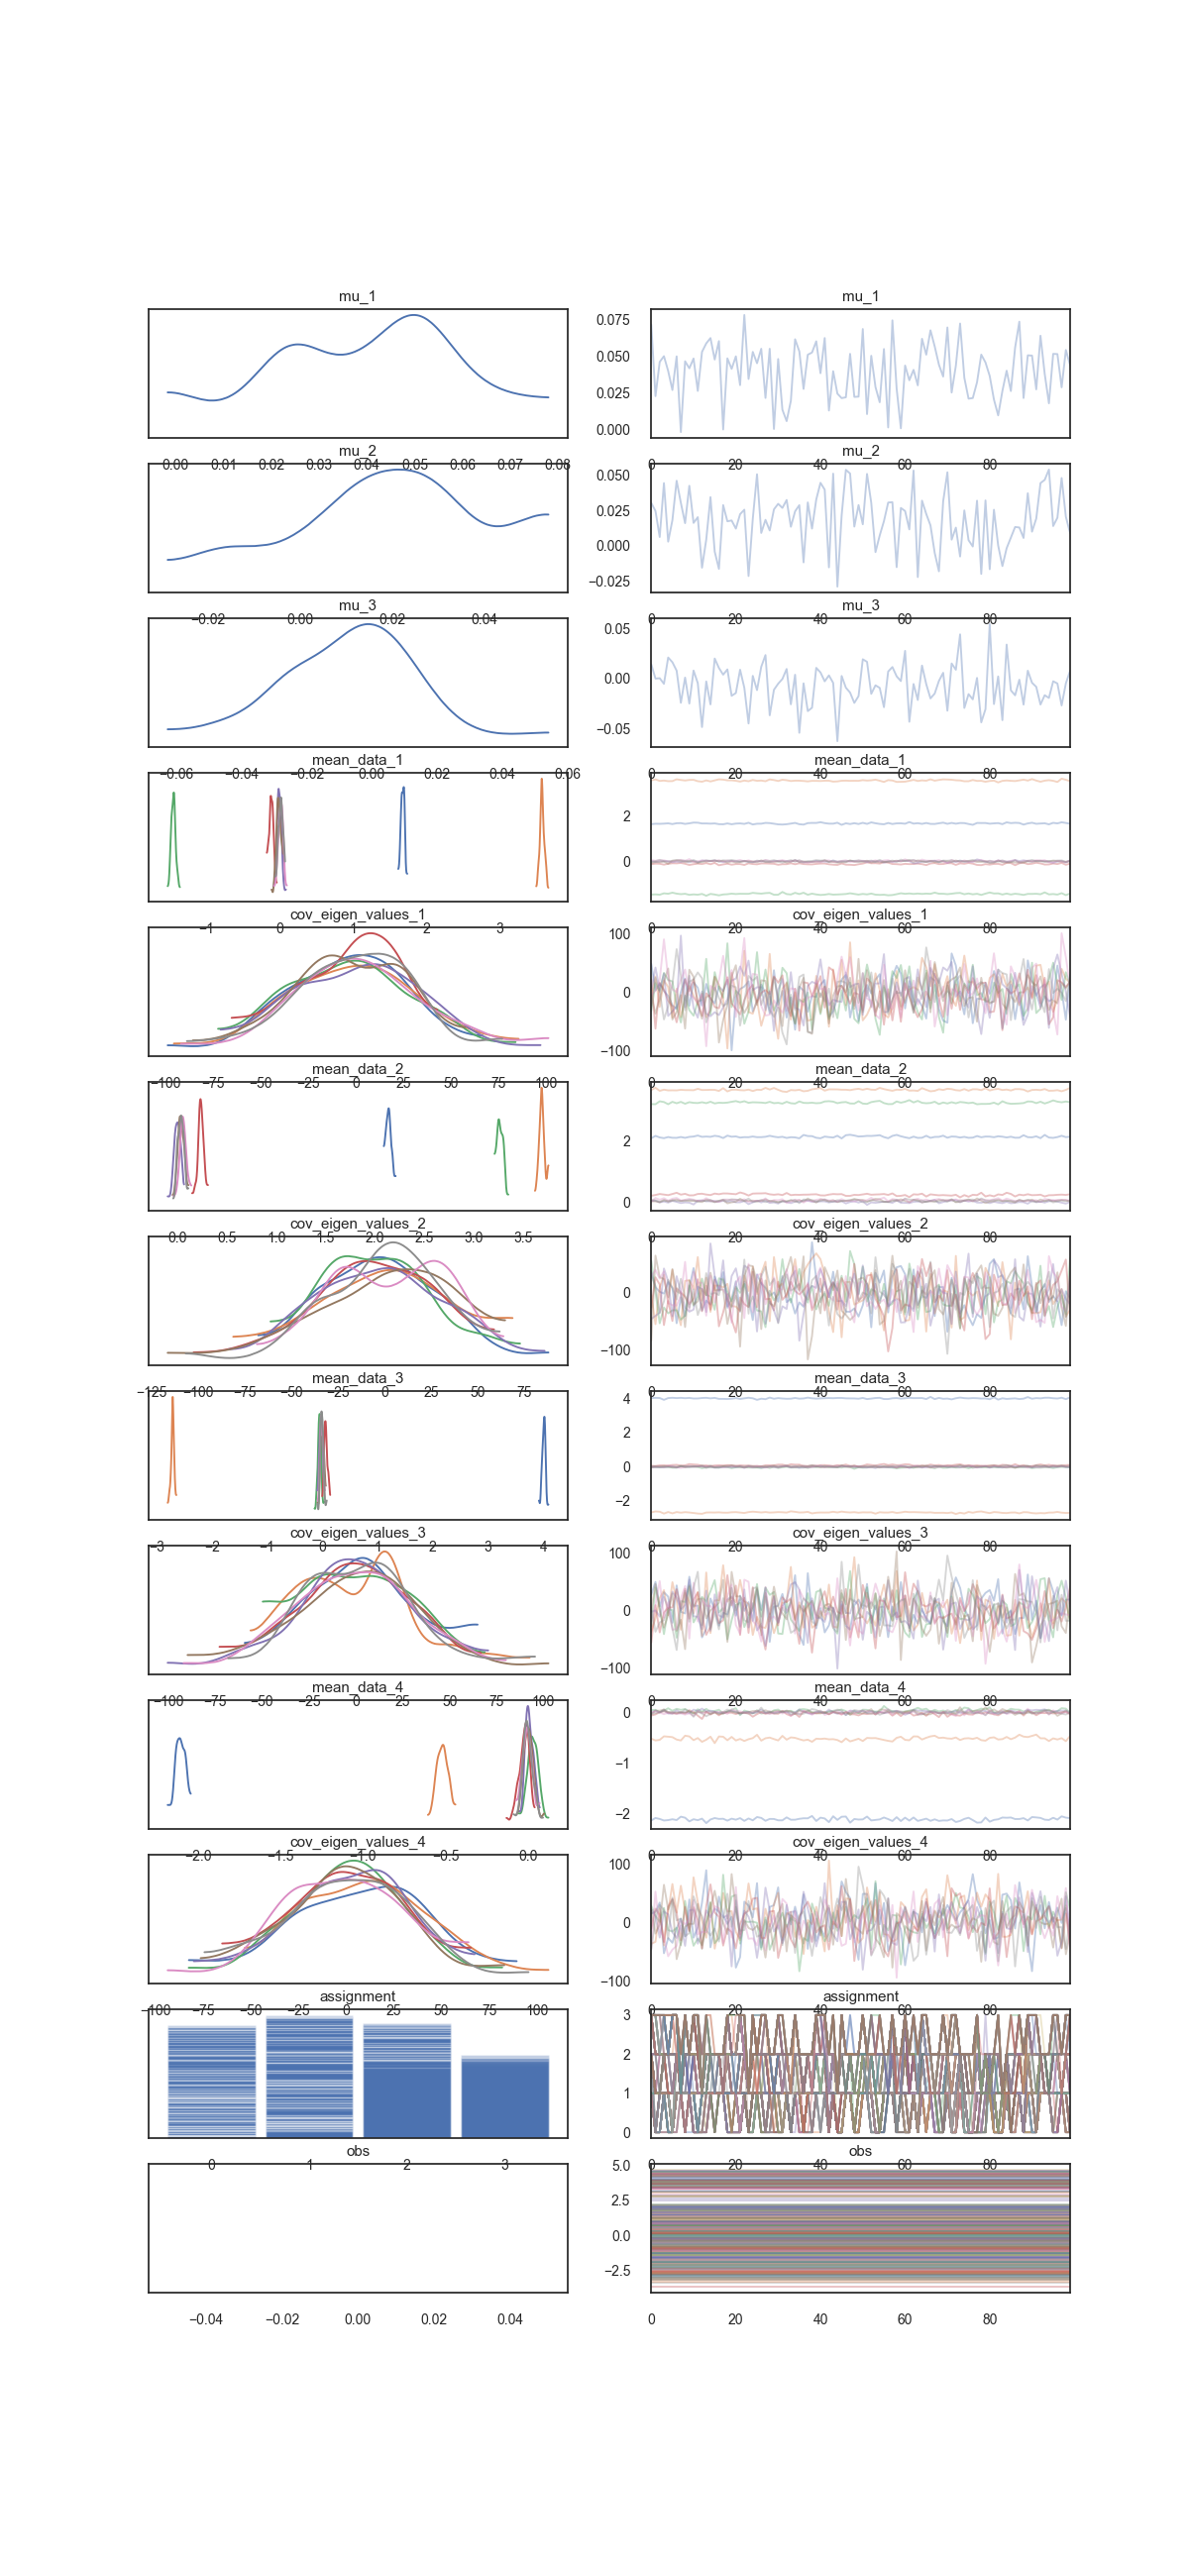 mu_1 mu_1
0.075
0.050
0.025
0.000
0.00 0.01 0.02 0.03 0.04 0.05 0.06 0.07 0.08 0 20 40 60 80
mu_2 mu_2
0.050
0.025
0.000
−0.025
−0.02 0.00 0.02 0.04 0 20 40 60 80
mu_3 mu_3
0.05
0.00
−0.05
−0.06 −0.04 −0.02 0.00 0.02 0.04 0.06 0 20 40 60 80
mean_data_1 mean_data_1
2
0
−1 0 1 2 3 0 20 40 60 80
cov_eigen_values_1 cov_eigen_values_1
100
0
−100
−100 −75 −50 −25 0 25 50 75 100 0 20 40 60 80
mean_data_2 mean_data_2
2
0
0.0 0.5 1.0 1.5 2.0 2.5 3.0 3.5 0 20 40 60 80
cov_eigen_values_2 cov_eigen_values_2
0
−100
−125 −100 −75 −50 −25 0 25 50 75 0 20 40 60 80
mean_data_3 mean_data_3
4
2
0
−2
−3 −2 −1 0 1 2 3 4 0 20 40 60 80
cov_eigen_values_3 cov_eigen_values_3
100
0
−100
−100 −75 −50 −25 0 25 50 75 100 0 20 40 60 80
mean_data_4 mean_data_4
0
−1
−2
−2.0 −1.5 −1.0 −0.5 0.0 0 20 40 60 80
cov_eigen_values_4 cov_eigen_values_4
100
0
−100
−100 −75 −50 −25 0 25 50 75 100 0 20 40 60 80
assignment assignment
3
2
1
0
0 1 2 3 0 20 40 60 80
obs obs
5.0
2.5
0.0
−2.5
−0.04 −0.02 0.00 0.02 0.04 0 20 40 60 80